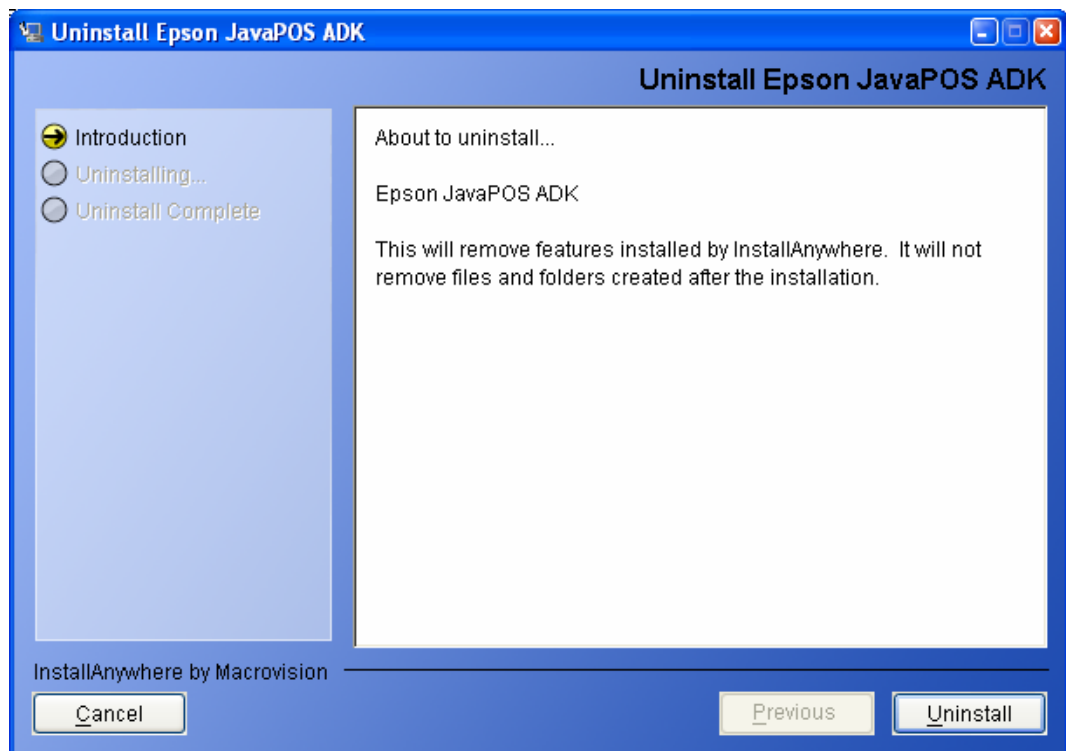 Uninstall Epson JavaPOS ADK
Uninstall Epson JavaPOS ADK
Introduction
Uninstalling...
Uninstall Complete
About to uninstall...
Epson JavaPOS ADK
This will remove features installed by InstallAnywhere. It will not
remove files and folders created after the installation.
InstallAnywhere by Macrovision
Cancel
Previous
Uninstall